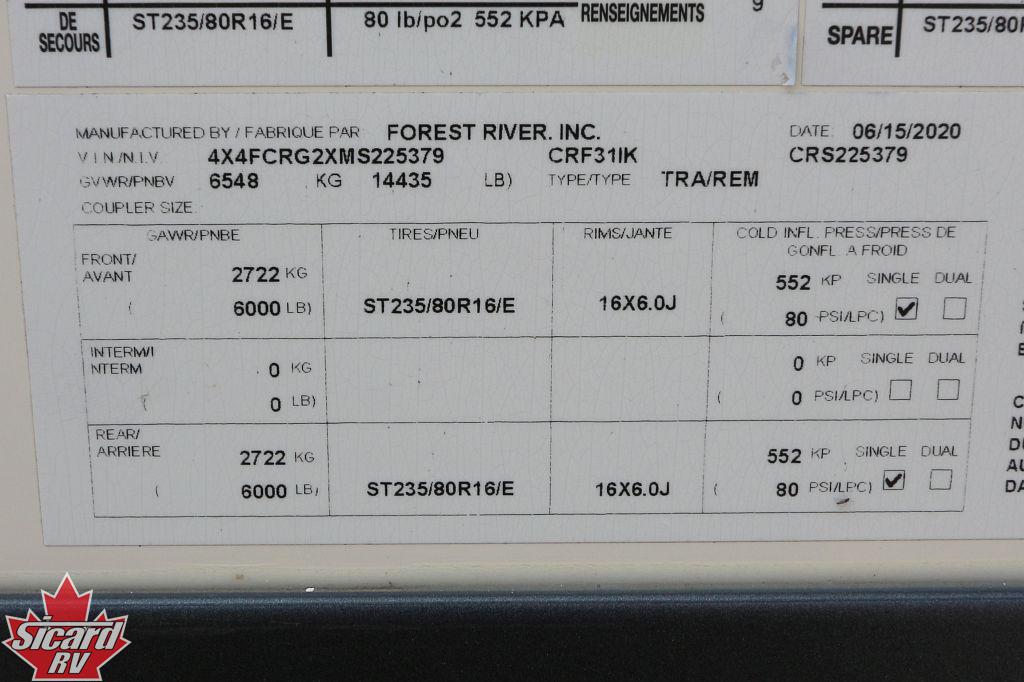 DE
SECOURS
ST235/80R16/E
80 lb/po2 552 KPA
RENSEIGNEMENTS
9
SPARE
ST235/80R
MANUFACTURED BY / FABRIQUE PAR FOREST RIVER. INC. DATE: 06/15/2020
V.I.N./N.I.V. 4X4FCRG2XMS225379 CRF31IK CRS225379
GVWR/PNBV 6548 KG 14435 LB) TYPE/TYPE TRA/REM
COUPLER SIZE:
GAWR/PNBE TIRES/PNEU RIMS/JANTE COLD INFL. PRESS/PRESS DE
GONFL. A FROID
FRONT/
AVANT 2722 KG 552 KP SINGLE DUAL
( 6000 LB) ST235/80R16/E 16X6.0J ( 80 PSI/LPC)
INTERM/I
NTERM 0 KG 0 KP SINGLE DUAL
( 0 LB) ( 0 PSI/LPC)
REAR/
ARRIERE 2722 KG 552 KP SINGLE DUAL
( 6000 LB) ST235/80R16/E 16X6.0J ( 80 PSI/LPC)
Sicard
RV